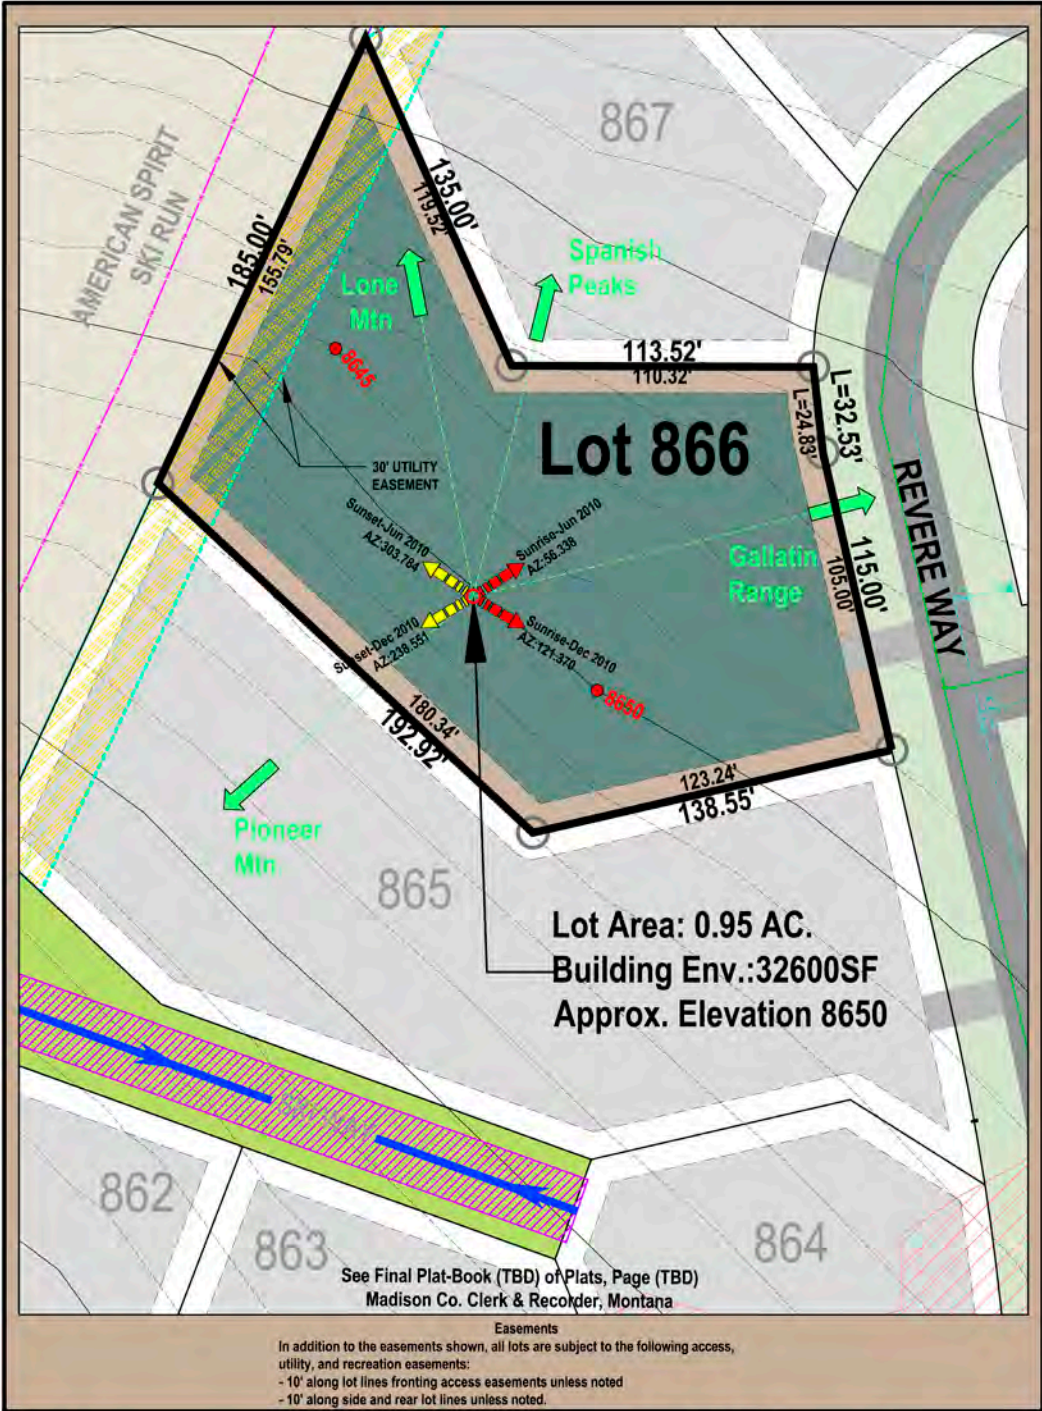 867
AMERICAN SPIRIT
SKI RUN
185.00'
155.79'
135.00'
119.52'
Lone
Mtn
Spanish
Peaks
8645
113.52'
110.32'
L=32.53'
L=24.83'
Lot 866
30' UTILITY
EASEMENT
REVERE WAY
Sunset-Jun 2010
AZ:303.784
Sunrise-Jun 2010
AZ:56.338
Gallatin
Range
115.00'
105.00'
Sunset-Dec 2010
AZ:238.551
Sunrise-Dec 2010
AZ:121.370
8650
180.34'
192.92'
123.24'
138.55'
Pioneer
Mtn
865
Lot Area: 0.95 AC.
Building Env.:32600SF
Approx. Elevation 8650
862
863
864
See Final Plat-Book (TBD) of Plats, Page (TBD)
Madison Co. Clerk & Recorder, Montana
Easements
In addition to the easements shown, all lots are subject to the following access,
utility, and recreation easements:
- 10' along lot lines fronting access easements unless noted
- 10' along side and rear lot lines unless noted.